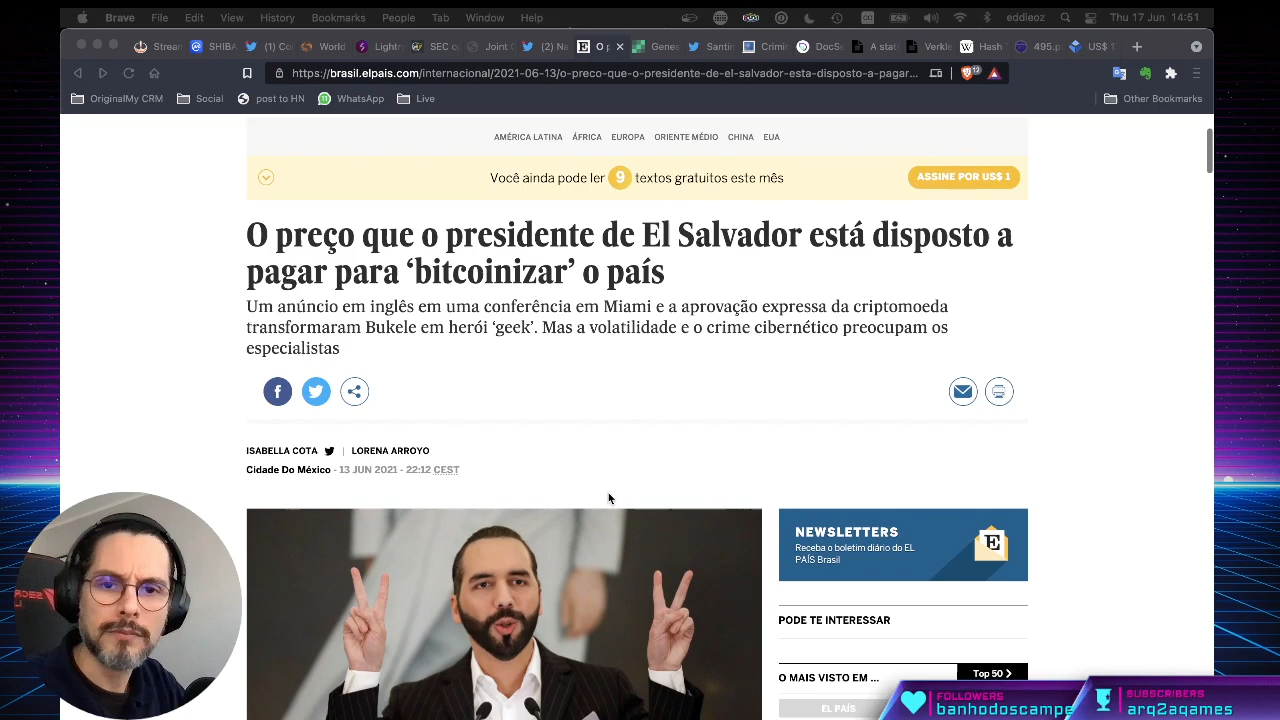 Brave File Edit View History Bookmarks People Tab Window Help eddieoz Thu 17 Jun 14:51
Stream SHIBA (1) Co World Lightn SEC c Joint C (2) Na O p Genes Santin Crimin DocSe A stat Verkle Hash 495.p US$ 1
https://brasil.elpais.com/internacional/2021-06-13/o-preco-que-o-presidente-de-el-salvador-esta-disposto-a-pagar... 12
OriginalMy CRM Social post to HN WhatsApp Live Other Bookmarks
AMÉRICA LATINA ÁFRICA EUROPA ORIENTE MÉDIO CHINA EUA
Você ainda pode ler 9 textos gratuitos este mês ASSINE POR US$ 1
O preço que o presidente de El Salvador está disposto a
pagar para ‘bitcoinizar’ o país
Um anúncio em inglês em uma conferência em Miami e a aprovação expressa da criptomoeda
transformaram Bukele em herói ‘geek’. Mas a volatilidade e o crime cibernético preocupam os
especialistas
ISABELLA COTA | LORENA ARROYO
Cidade Do México - 13 JUN 2021 - 22:12 CEST
NEWSLETTERS
Receba o boletim diário do EL
PAÍS Brasil
PODE TE INTERESSAR
O MAIS VISTO EM ... Top 50
EL PAÍS
FOLLOWERS
banhodoscampe
SUBSCRIBERS
arq2agames